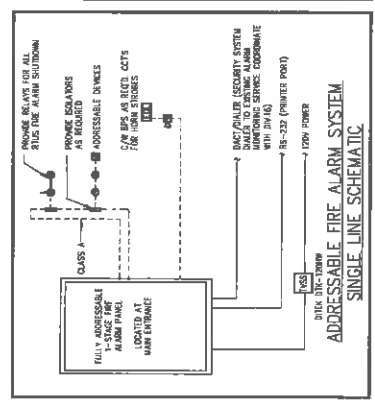 PROVIDE RELAYS FOR ALL
RTUS FIRE ALARM SHUTDOWN
PROVIDE ISOLATORS
AS REQUIRED
ADDRESSABLE DEVICES
C/W BPS AS REQ'D. CCT'S
FOR HORN STROBES
CLASS A
FULLY ADDRESSABLE
1-STAGE FIRE
ALARM PANEL
LOCATED AT
MAIN ENTRANCE
DACT/DIALER (SECURITY SYSTEM
DIALER TO EXISTING ALARM
MONITORING SERVICE COORDINATE
WITH DIV.16)
RS-232 (PRINTER PORT)
120V POWER
TVSS
DITEK DTK-120HW
ADDRESSABLE FIRE ALARM SYSTEM
SINGLE LINE SCHEMATIC